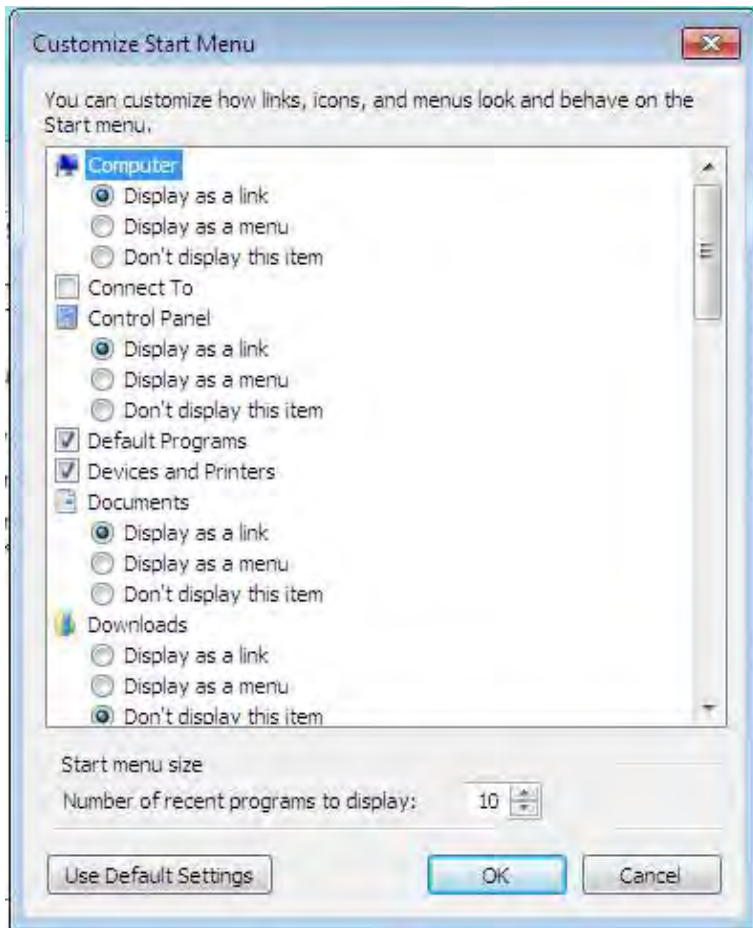 Customize Start Menu
You can customize how links, icons, and menus look and behave on the
Start menu.
Computer
Display as a link
Display as a menu
Don't display this item
Connect To
Control Panel
Display as a link
Display as a menu
Don't display this item
Default Programs
Devices and Printers
Documents
Display as a link
Display as a menu
Don't display this item
Downloads
Display as a link
Display as a menu
Don't display this item
Start menu size
Number of recent programs to display: 10
Use Default Settings OK Cancel